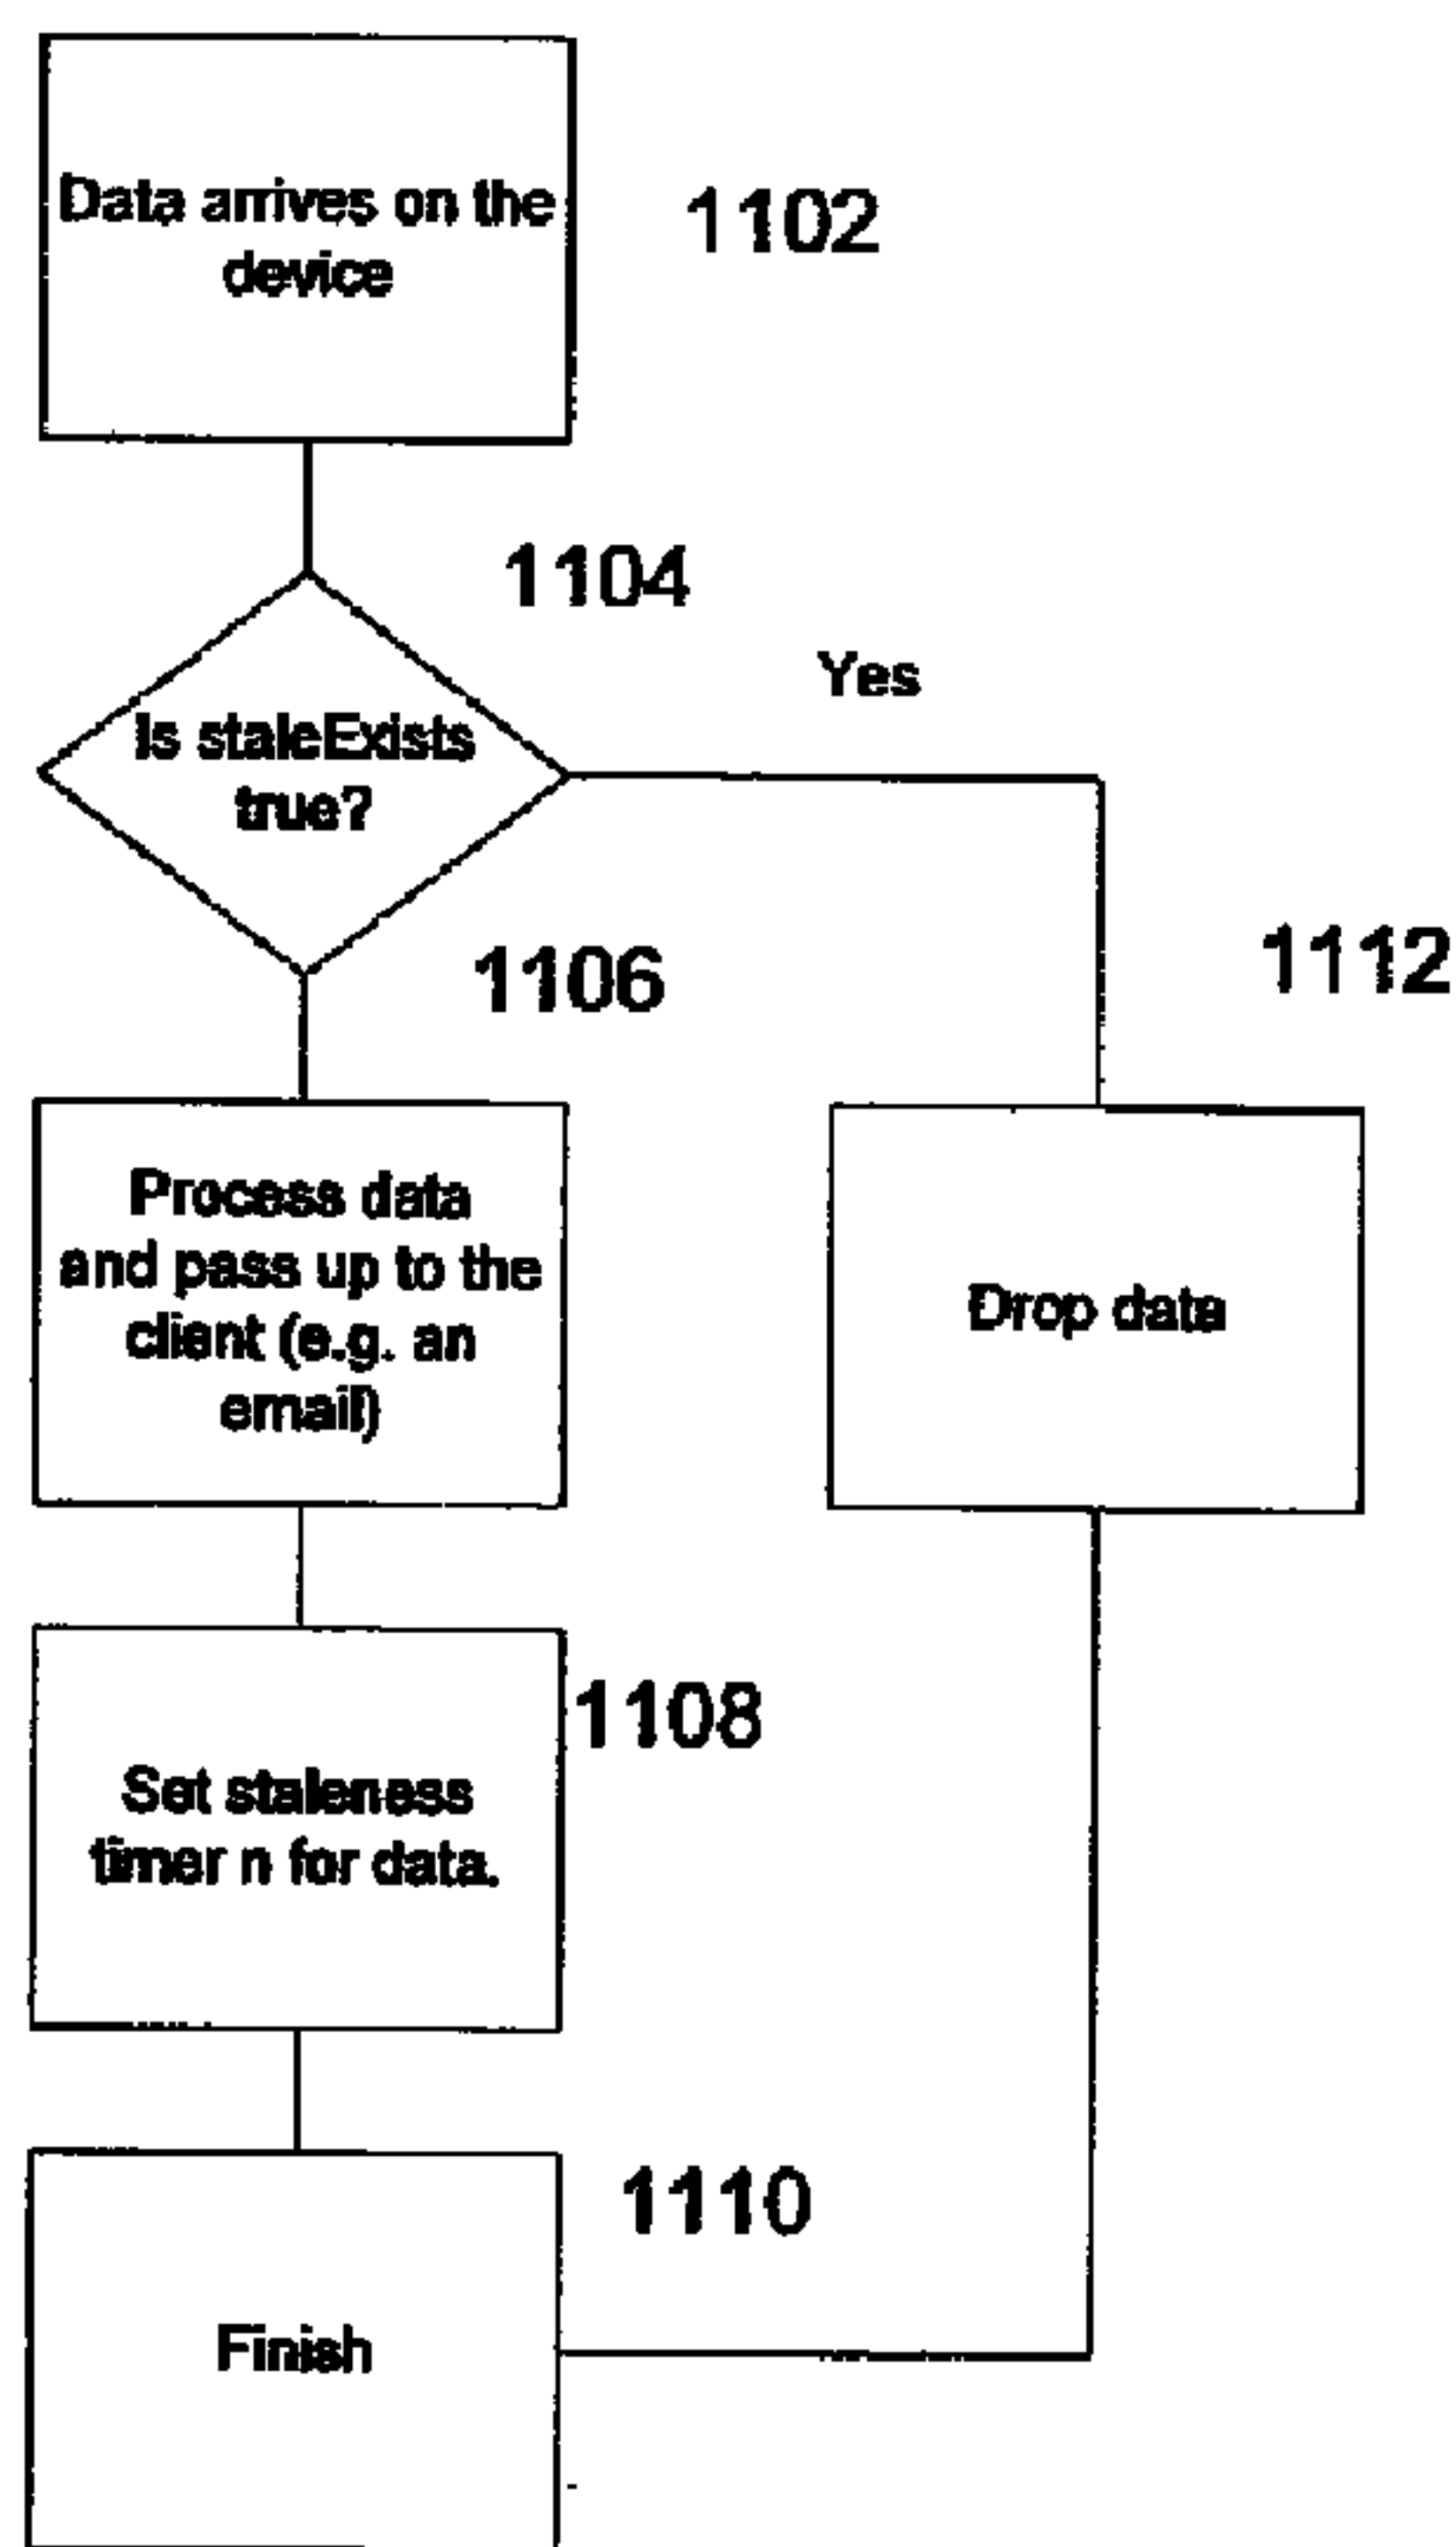 Data arrives on the
device
1102
1104
Is staleExists
true?
Yes
1106
1112
Process data
and pass up to the
client (e.g. an
email)
Drop data
1108
Set staleness
timer n for data.
1110
Finish